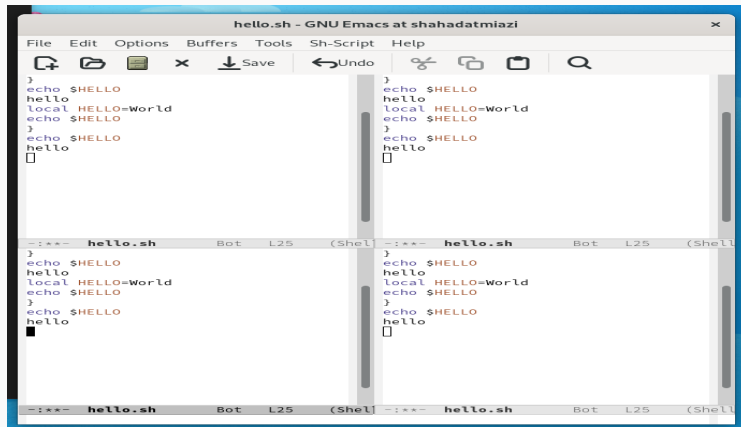 hello.sh - GNU Emacs at shahadatmiazi
File Edit Options Buffers Tools Sh-Script Help
Save Undo
}
echo $HELLO
hello
local HELLO=World
echo $HELLO
}
echo $HELLO
hello
-:**- hello.sh Bot L25 (Shell
}
echo $HELLO
hello
local HELLO=World
echo $HELLO
}
echo $HELLO
hello
-:**- hello.sh Bot L25 (Shell
}
echo $HELLO
hello
local HELLO=World
echo $HELLO
}
echo $HELLO
hello
-:**- hello.sh Bot L25 (Shell
}
echo $HELLO
hello
local HELLO=World
echo $HELLO
}
echo $HELLO
hello
-:**- hello.sh Bot L25 (Shell